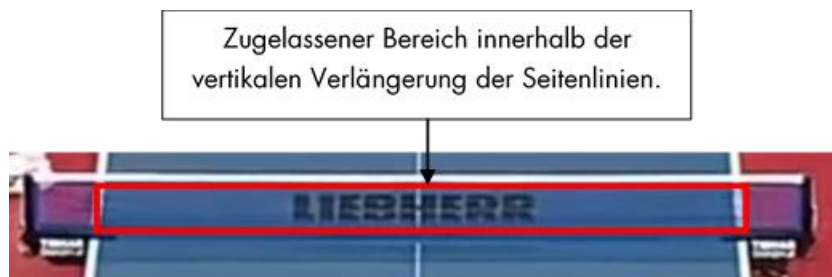 Zugelassener Bereich innerhalb der
vertikalen Verlängerung der Seitenlinien.
LIEBHERR